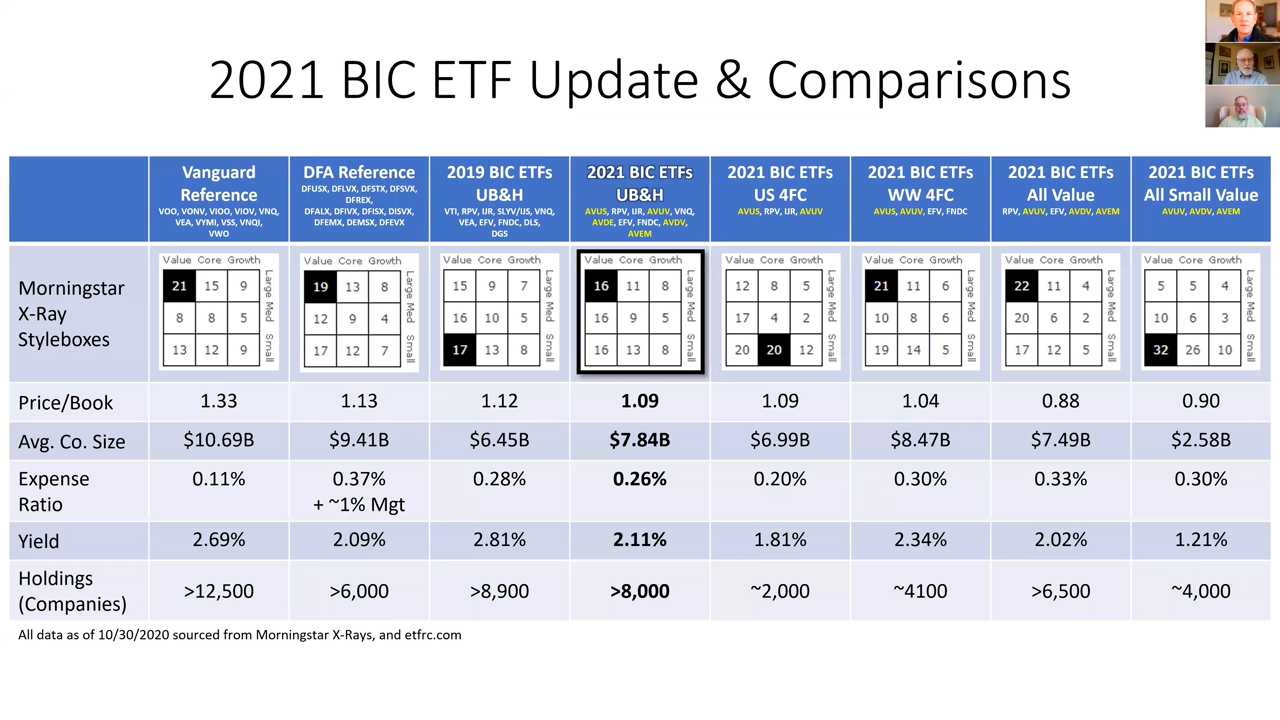 2021 BIC ETF Update & Comparisons
Vanguard
Reference
VOO, VONV, VIOO, VIOV, VNQ,
VEA, VYMI, VSS, VNQI,
VWO
DFA Reference
DFUSX, DFLVX, DFSTX, DFSVX,
DFREX,
DFALX, DFIVX, DFISX, DISVX,
DFEMX, DEMSX, DFEVX
2019 BIC ETFs
UB&H
VTI, RPV, IJR, SLYV/IJS, VNQ,
VEA, EFV, FNDC, DLS,
DGS
2021 BIC ETFs
UB&H
AVUS, RPV, IJR, AVUV, VNQ,
AVDE, EFV, FNDC, AVDV,
AVEM
2021 BIC ETFs
US 4FC
AVUS, RPV, IJR, AVUV
2021 BIC ETFs
WW 4FC
AVUS, AVUV, EFV, FNDC
2021 BIC ETFs
All Value
RPV, AVUV, EFV, AVDV, AVEM
2021 BIC ETFs
All Small Value
AVUV, AVDV, AVEM
Morningstar
X-Ray
Styleboxes
Value Core Growth
21 15 9
8 8 5
13 12 9
Large Med Small
Value Core Growth
19 13 8
12 9 4
17 12 7
Large Med Small
Value Core Growth
15 9 7
16 10 5
17 13 8
Large Med Small
Value Core Growth
16 11 8
16 9 5
16 13 8
Large Med Small
Value Core Growth
12 8 5
17 4 2
20 20 12
Large Med Small
Value Core Growth
21 11 6
10 8 6
19 14 5
Large Med Small
Value Core Growth
22 11 4
20 6 2
17 12 5
Large Med Small
Value Core Growth
5 5 4
10 6 3
32 26 10
Large Med Small
Price/Book 1.33 1.13 1.12 1.09 1.09 1.04 0.88 0.90
Avg. Co. Size $10.69B $9.41B $6.45B $7.84B $6.99B $8.47B $7.49B $2.58B
Expense 0.11% 0.37% 0.28% 0.26% 0.20% 0.30% 0.33% 0.30%
Ratio + ~1% Mgt
Yield 2.69% 2.09% 2.81% 2.11% 1.81% 2.34% 2.02% 1.21%
Holdings
(Companies) >12,500 >6,000 >8,900 >8,000 ~2,000 ~4100 >6,500 ~4,000
All data as of 10/30/2020 sourced from Morningstar X-Rays, and etfrc.com